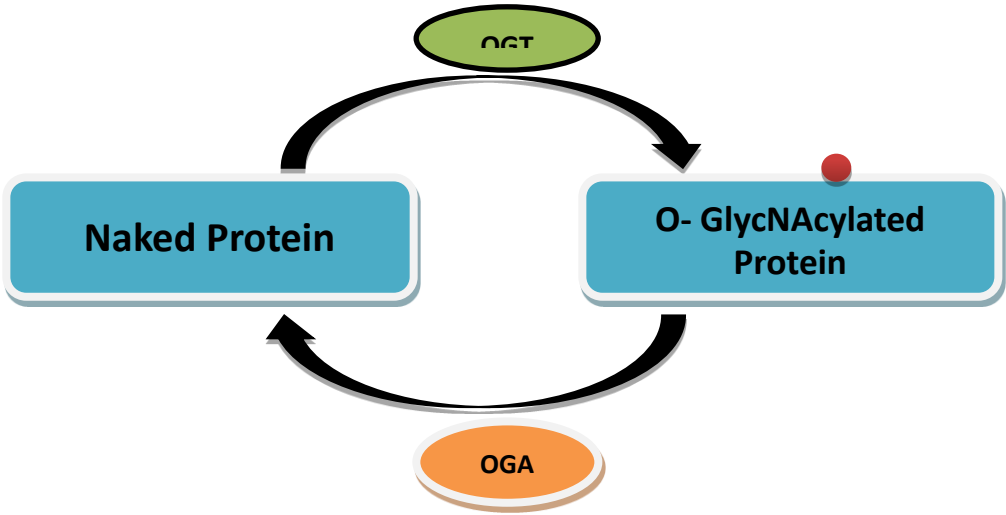 OGT
Naked Protein
O- GlycNAcylated
Protein
OGA